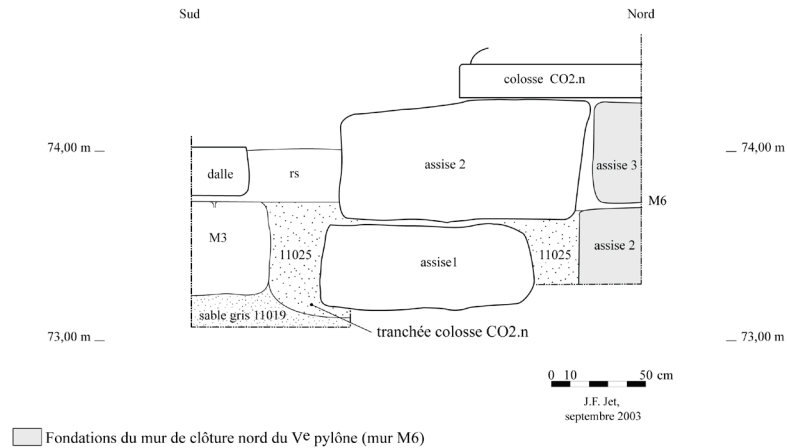 Sud
Nord
colosse CO2.n
74,00 m
74,00 m
dalle
rs
assise 2
assise 3
M6
M3
11025
assise1
11025
assise 2
sable gris 11019
73,00 m
tranchée colosse CO2.n
73,00 m
0 10 50 cm
J.F. Jet,
septembre 2003
Fondations du mur de clôture nord du Ve pylône (mur M6)